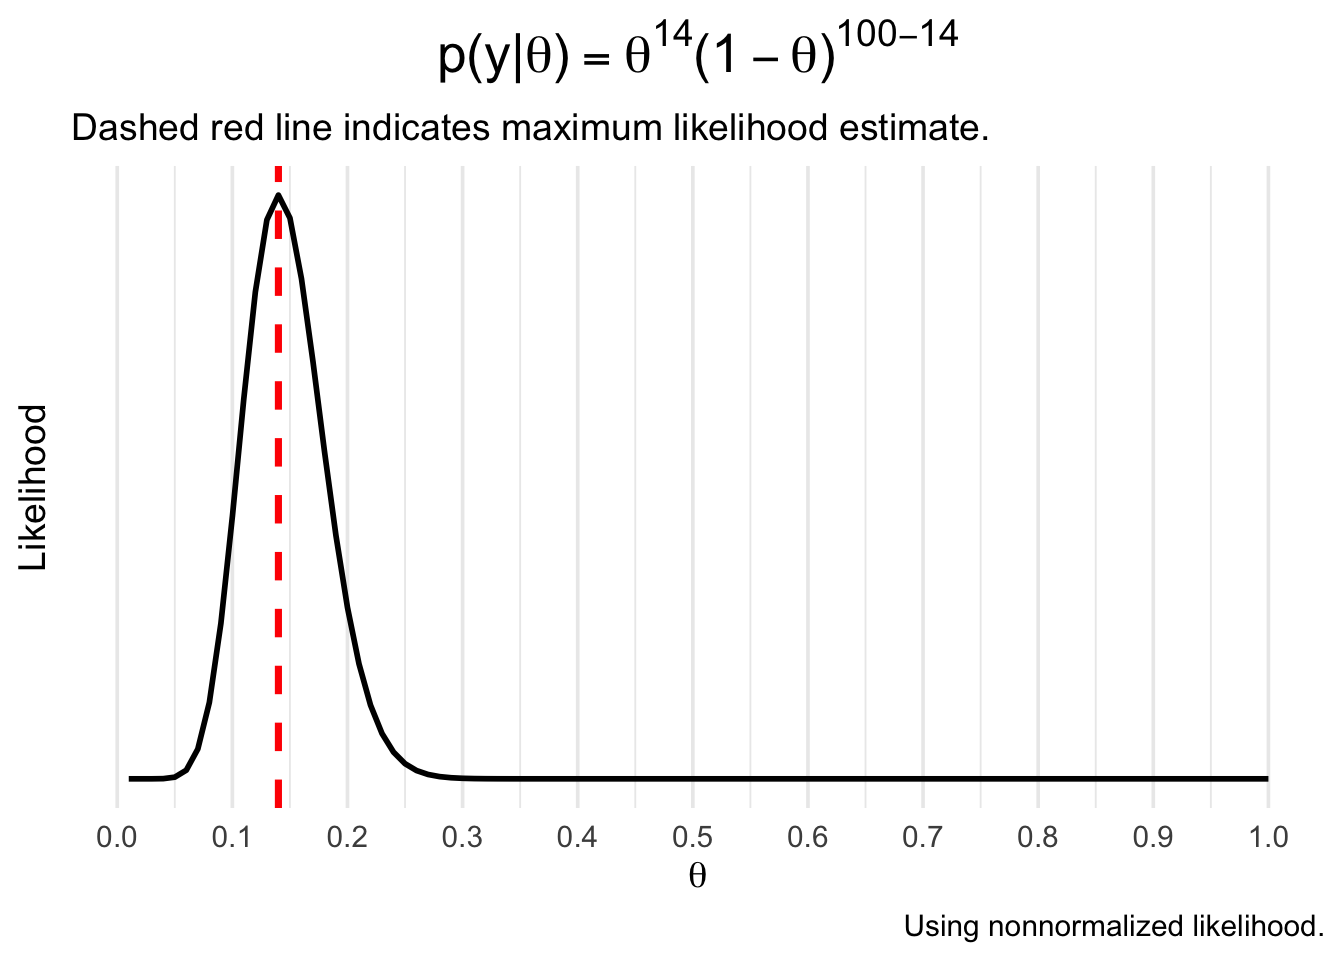 p(y|θ) = θ¹⁴(1 − θ)¹⁰⁰⁻¹⁴
Dashed red line indicates maximum likelihood estimate.
Likelihood
0.0 0.1 0.2 0.3 0.4 0.5 0.6 0.7 0.8 0.9 1.0
θ
Using nonnormalized likelihood.